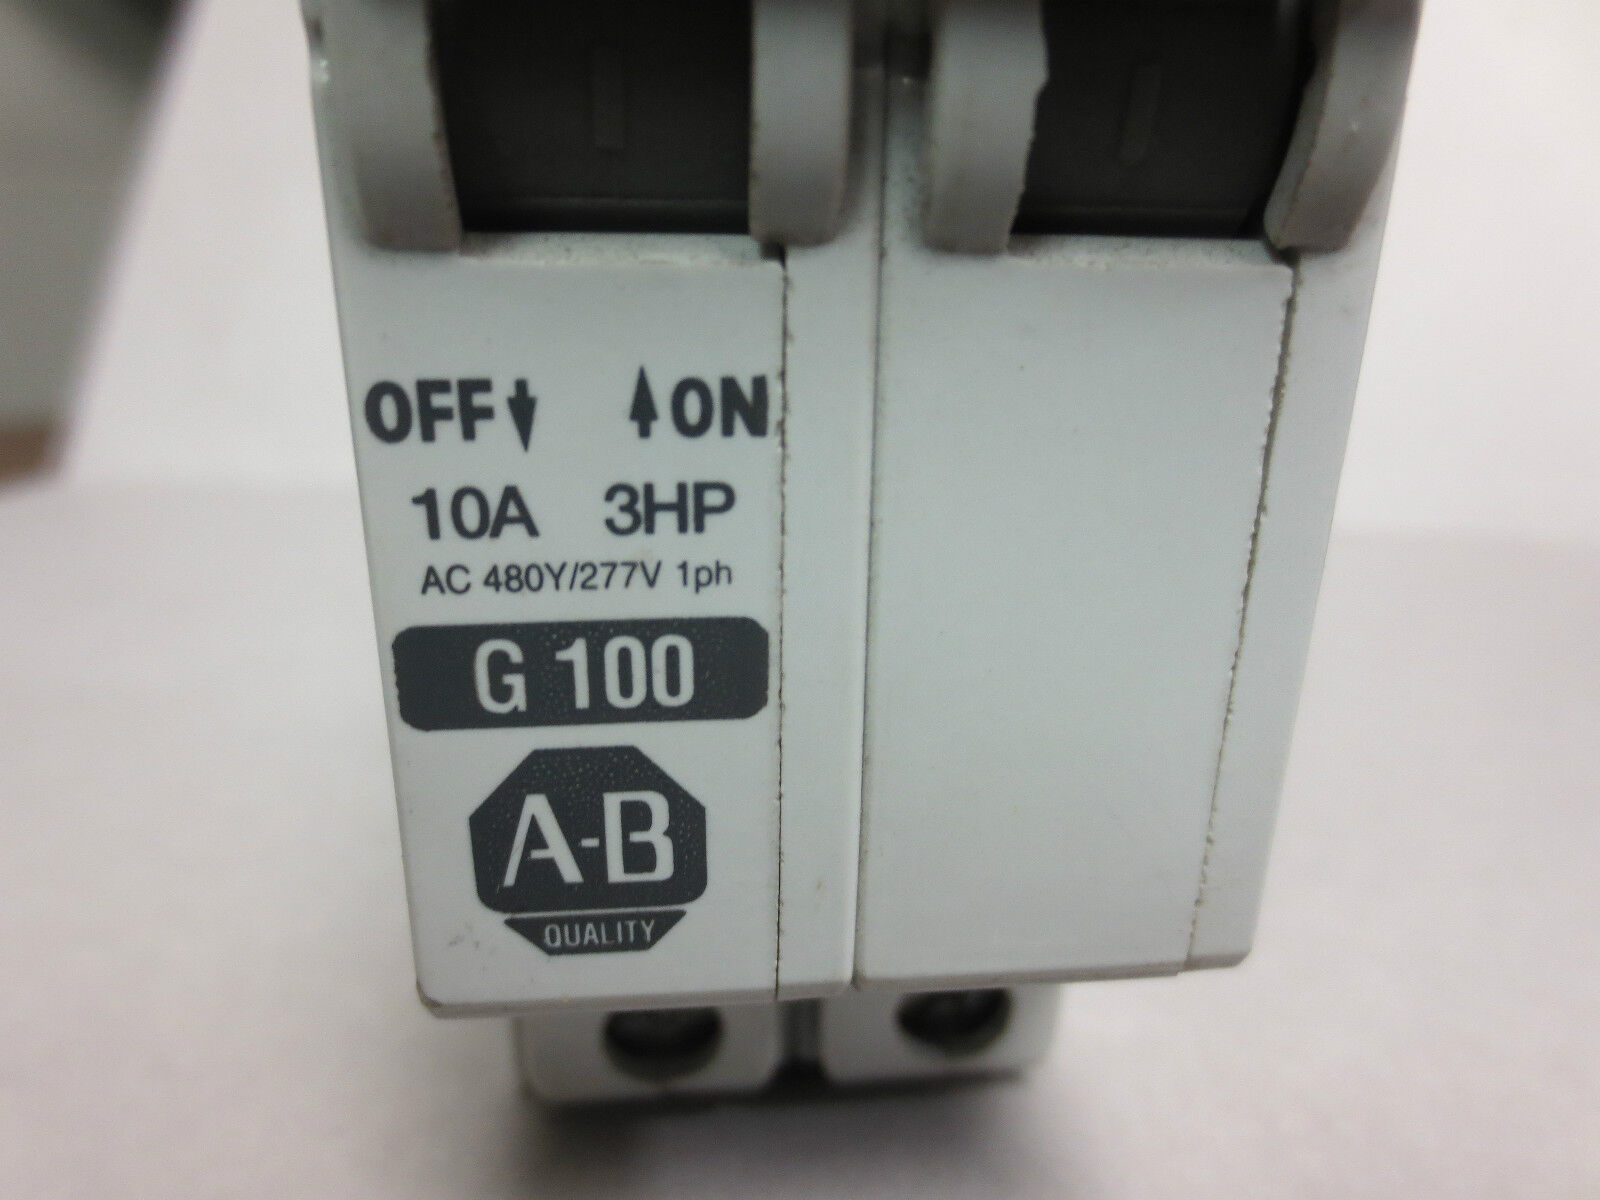 OFF ON
10A 3HP
AC 480Y/277V 1ph
G 100
A-B
QUALITY